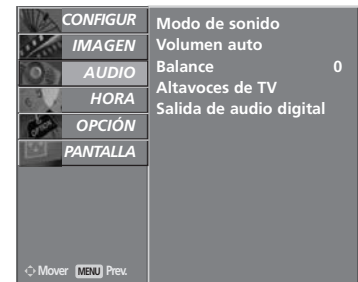 CONFIGUR
IMAGEN
AUDIO
HORA
OPCIÓN
PANTALLA
Modo de sonido
Volumen auto
Balance 0
Altavoces de TV
Salida de audio digital
Mover MENU Prev.